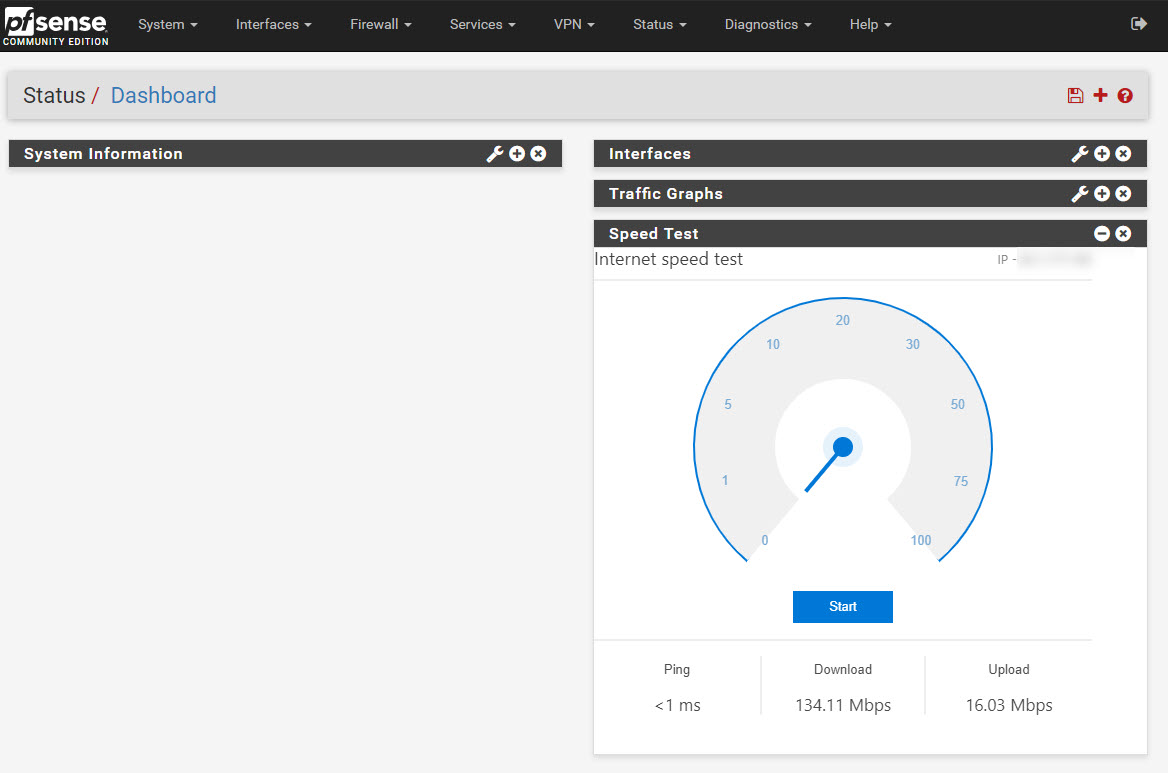 pfsense
COMMUNITY EDITION
System Interfaces Firewall Services VPN Status Diagnostics Help
Status / Dashboard
System Information
Interfaces
Traffic Graphs
Speed Test
Internet speed test IP -
20
10 30
5 50
1 75
0 100
Start
Ping Download Upload
<1 ms 134.11 Mbps 16.03 Mbps